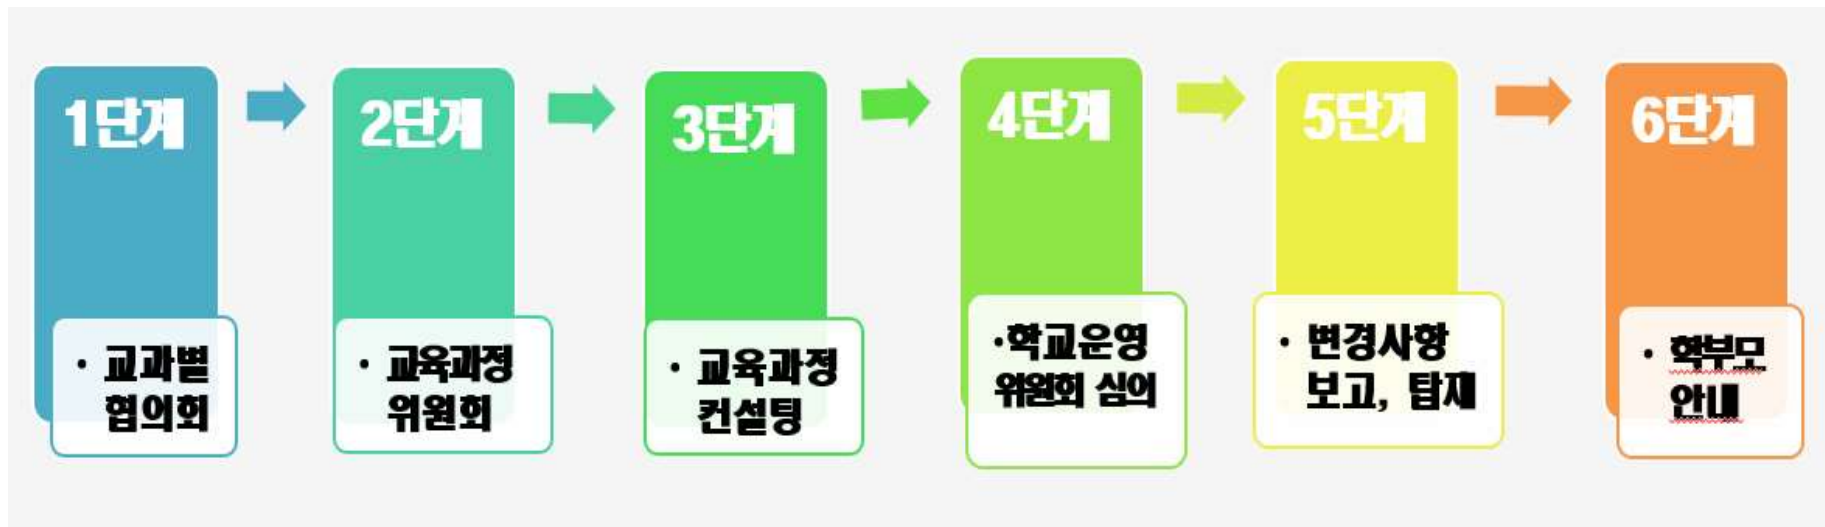 1단계
· 교과별
협의회
2단계
· 교육과정
위원회
3단계
· 교육과정
컨설팅
4단계
·학교운영
위원회 심의
5단계
· 변경사항
보고, 탑재
6단계
· 학부모
안내